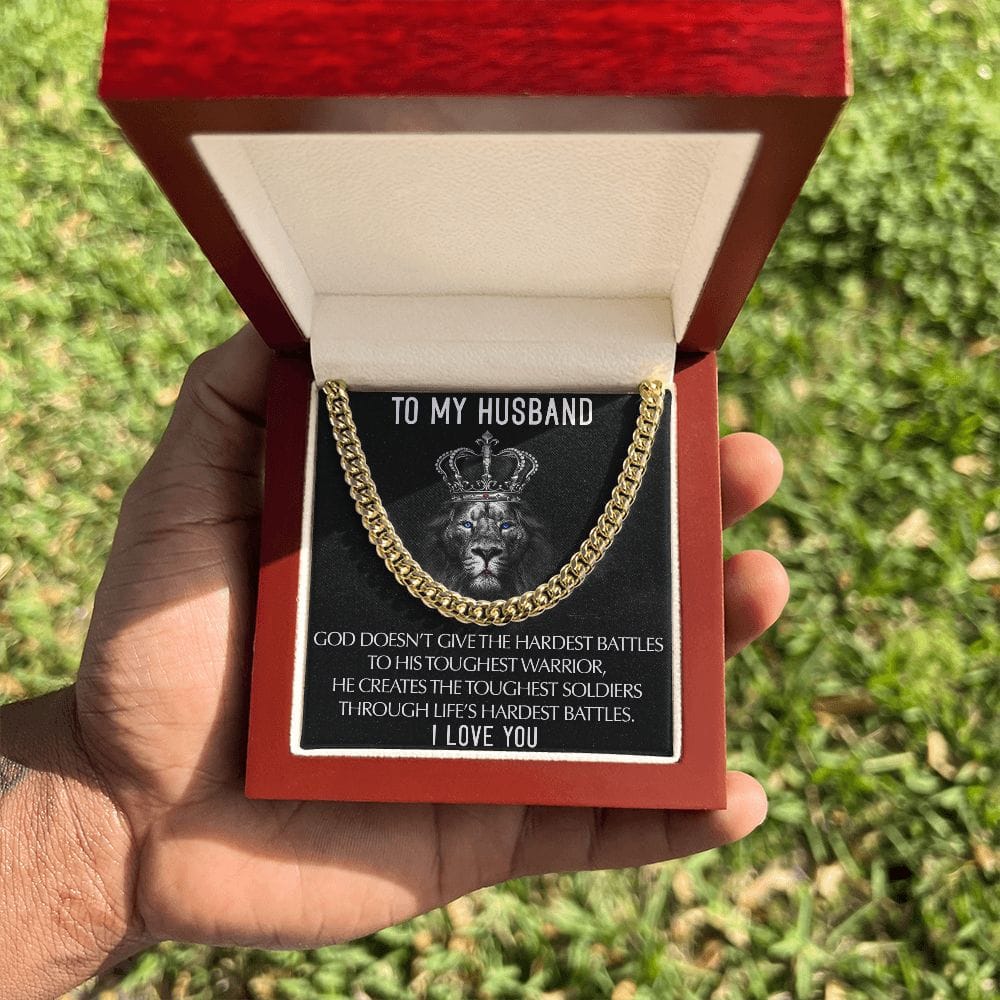 TO MY HUSBAND
GOD DOESN'T GIVE THE HARDEST BATTLES
TO HIS TOUGHEST WARRIOR,
HE CREATES THE TOUGHEST SOLDIERS
THROUGH LIFE'S HARDEST BATTLES.
I LOVE YOU